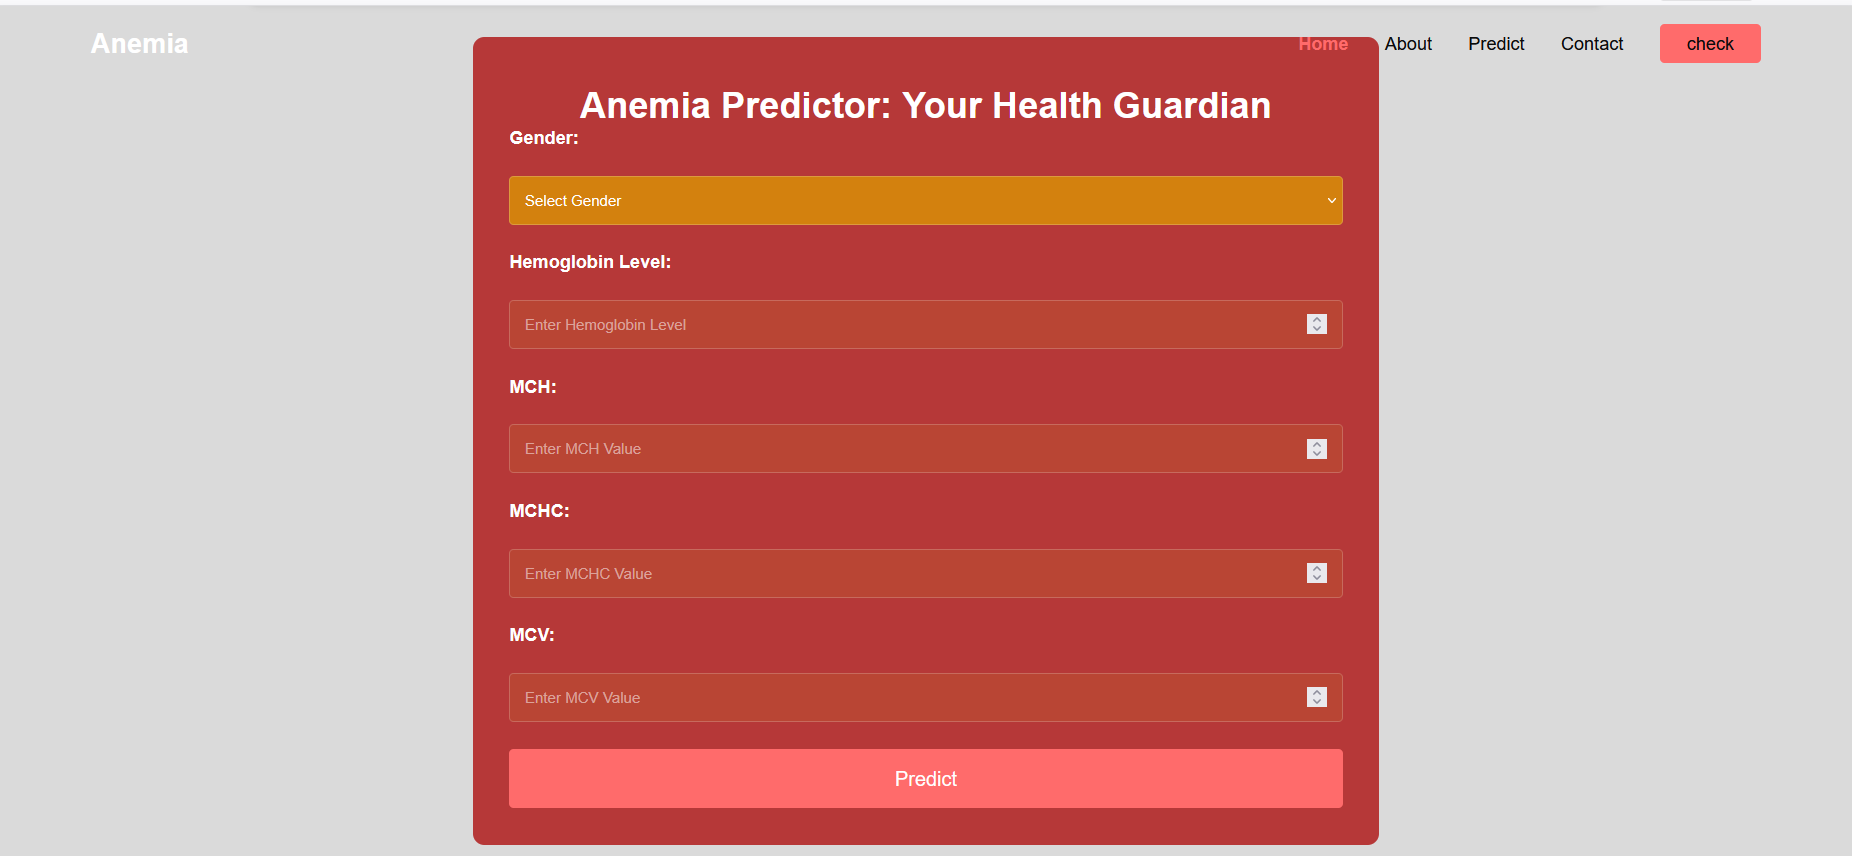 Anemia
Home About Predict Contact check
Anemia Predictor: Your Health Guardian
Gender:
Select Gender
Hemoglobin Level:
Enter Hemoglobin Level
MCH:
Enter MCH Value
MCHC:
Enter MCHC Value
MCV:
Enter MCV Value
Predict